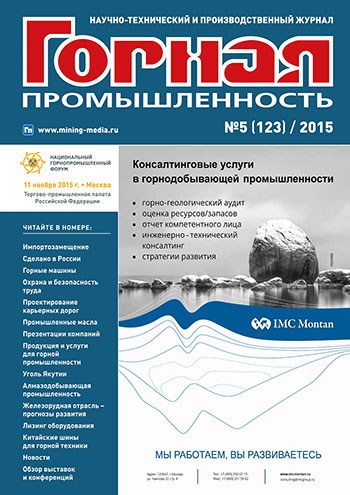 НАУЧНО-ТЕХНИЧЕСКИЙ И ПРОИЗВОДСТВЕННЫЙ ЖУРНАЛ
ГОРНАЯ
ПРОМЫШЛЕННОСТЬ
www.mining-media.ru
№5 (123) / 2015
НАЦИОНАЛЬНЫЙ
ГОРНОПРОМЫШЛЕННЫЙ
ФОРУМ
11 ноября 2015 г. • Москва
Торгово-промышленная палата
Российской Федерации
ЧИТАЙТЕ В НОМЕРЕ:
Импортозамещение
Сделано в России
Горные машины
Охрана и безопасность
труда
Проектирование
карьерных дорог
Промышленные масла
Презентации компаний
Продукция и услуги
для горной
промышленности
Уголь Якутии
Алмазодобывающая
промышленность
Железорудная отрасль –
прогнозы развития
Лизинг оборудования
Китайские шины
для горной техники
Новости
Обзор выставок
и конференций
Консалтинговые услуги
в горнодобывающей промышленности
• горно-геологический аудит
• оценка ресурсов/запасов
• отчет компетентного лица
• инженерно-технический
консалтинг
• стратегии развития
IMC Montan
МЫ РАБОТАЕМ, ВЫ РАЗВИВАЕТЕСЬ
www.imcgroup.ru